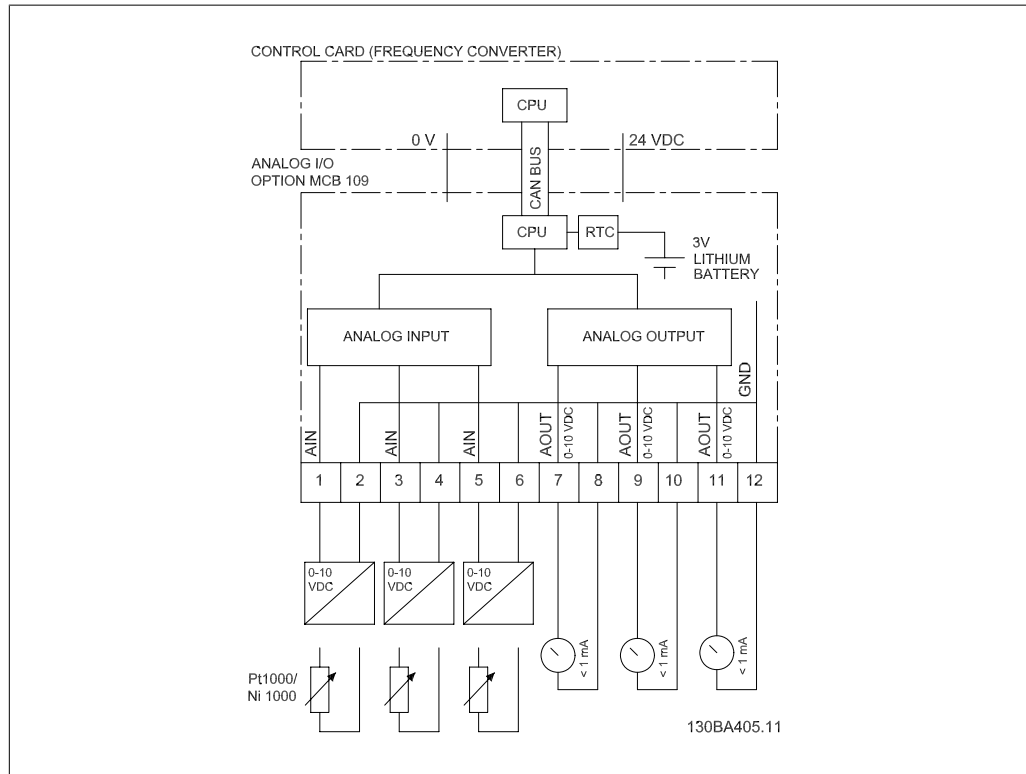 CONTROL CARD (FREQUENCY CONVERTER)
CPU
0 V
24 VDC
CAN BUS
ANALOG I/O
OPTION MCB 109
CPU
RTC
3V
LITHIUM
BATTERY
ANALOG INPUT
ANALOG OUTPUT
GND
AIN
AIN
AIN
AOUT
0-10 VDC
AOUT
0-10 VDC
AOUT
0-10 VDC
1 2 3 4 5 6 7 8 9 10 11 12
0-10
VDC
0-10
VDC
0-10
VDC
< 1 mA
< 1 mA
< 1 mA
Pt1000/
Ni 1000
130BA405.11